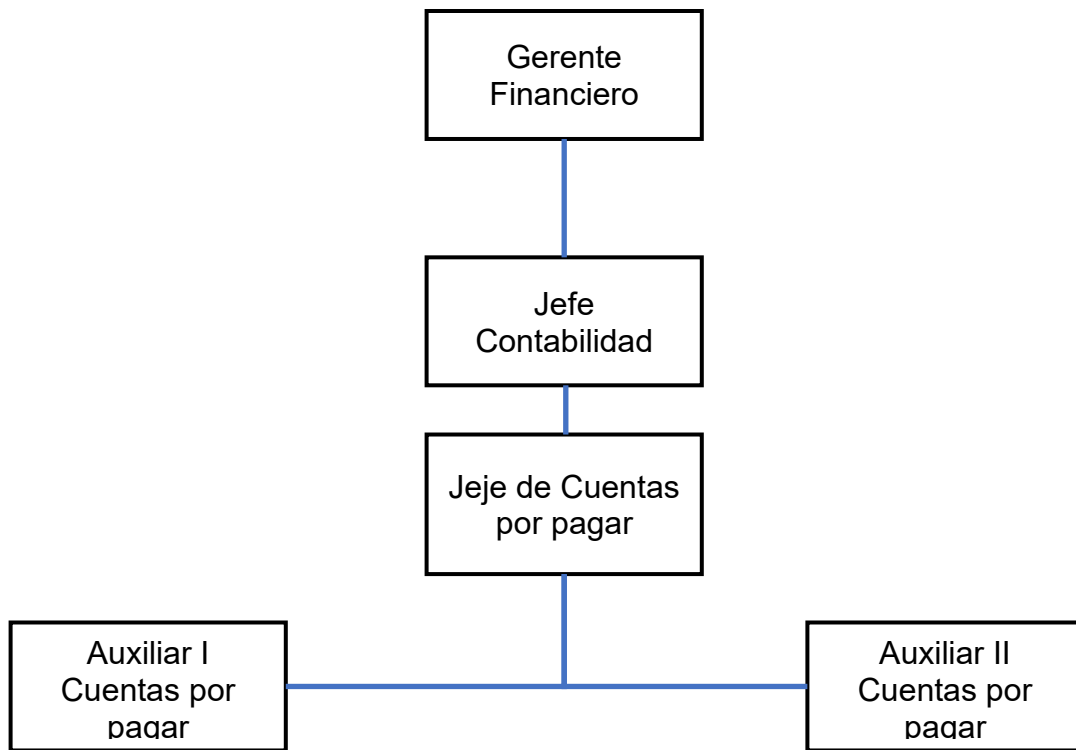 Gerente
Financiero
Jefe
Contabilidad
Jeje de Cuentas
por pagar
Auxiliar I
Cuentas por
pagar
Auxiliar II
Cuentas por
pagar